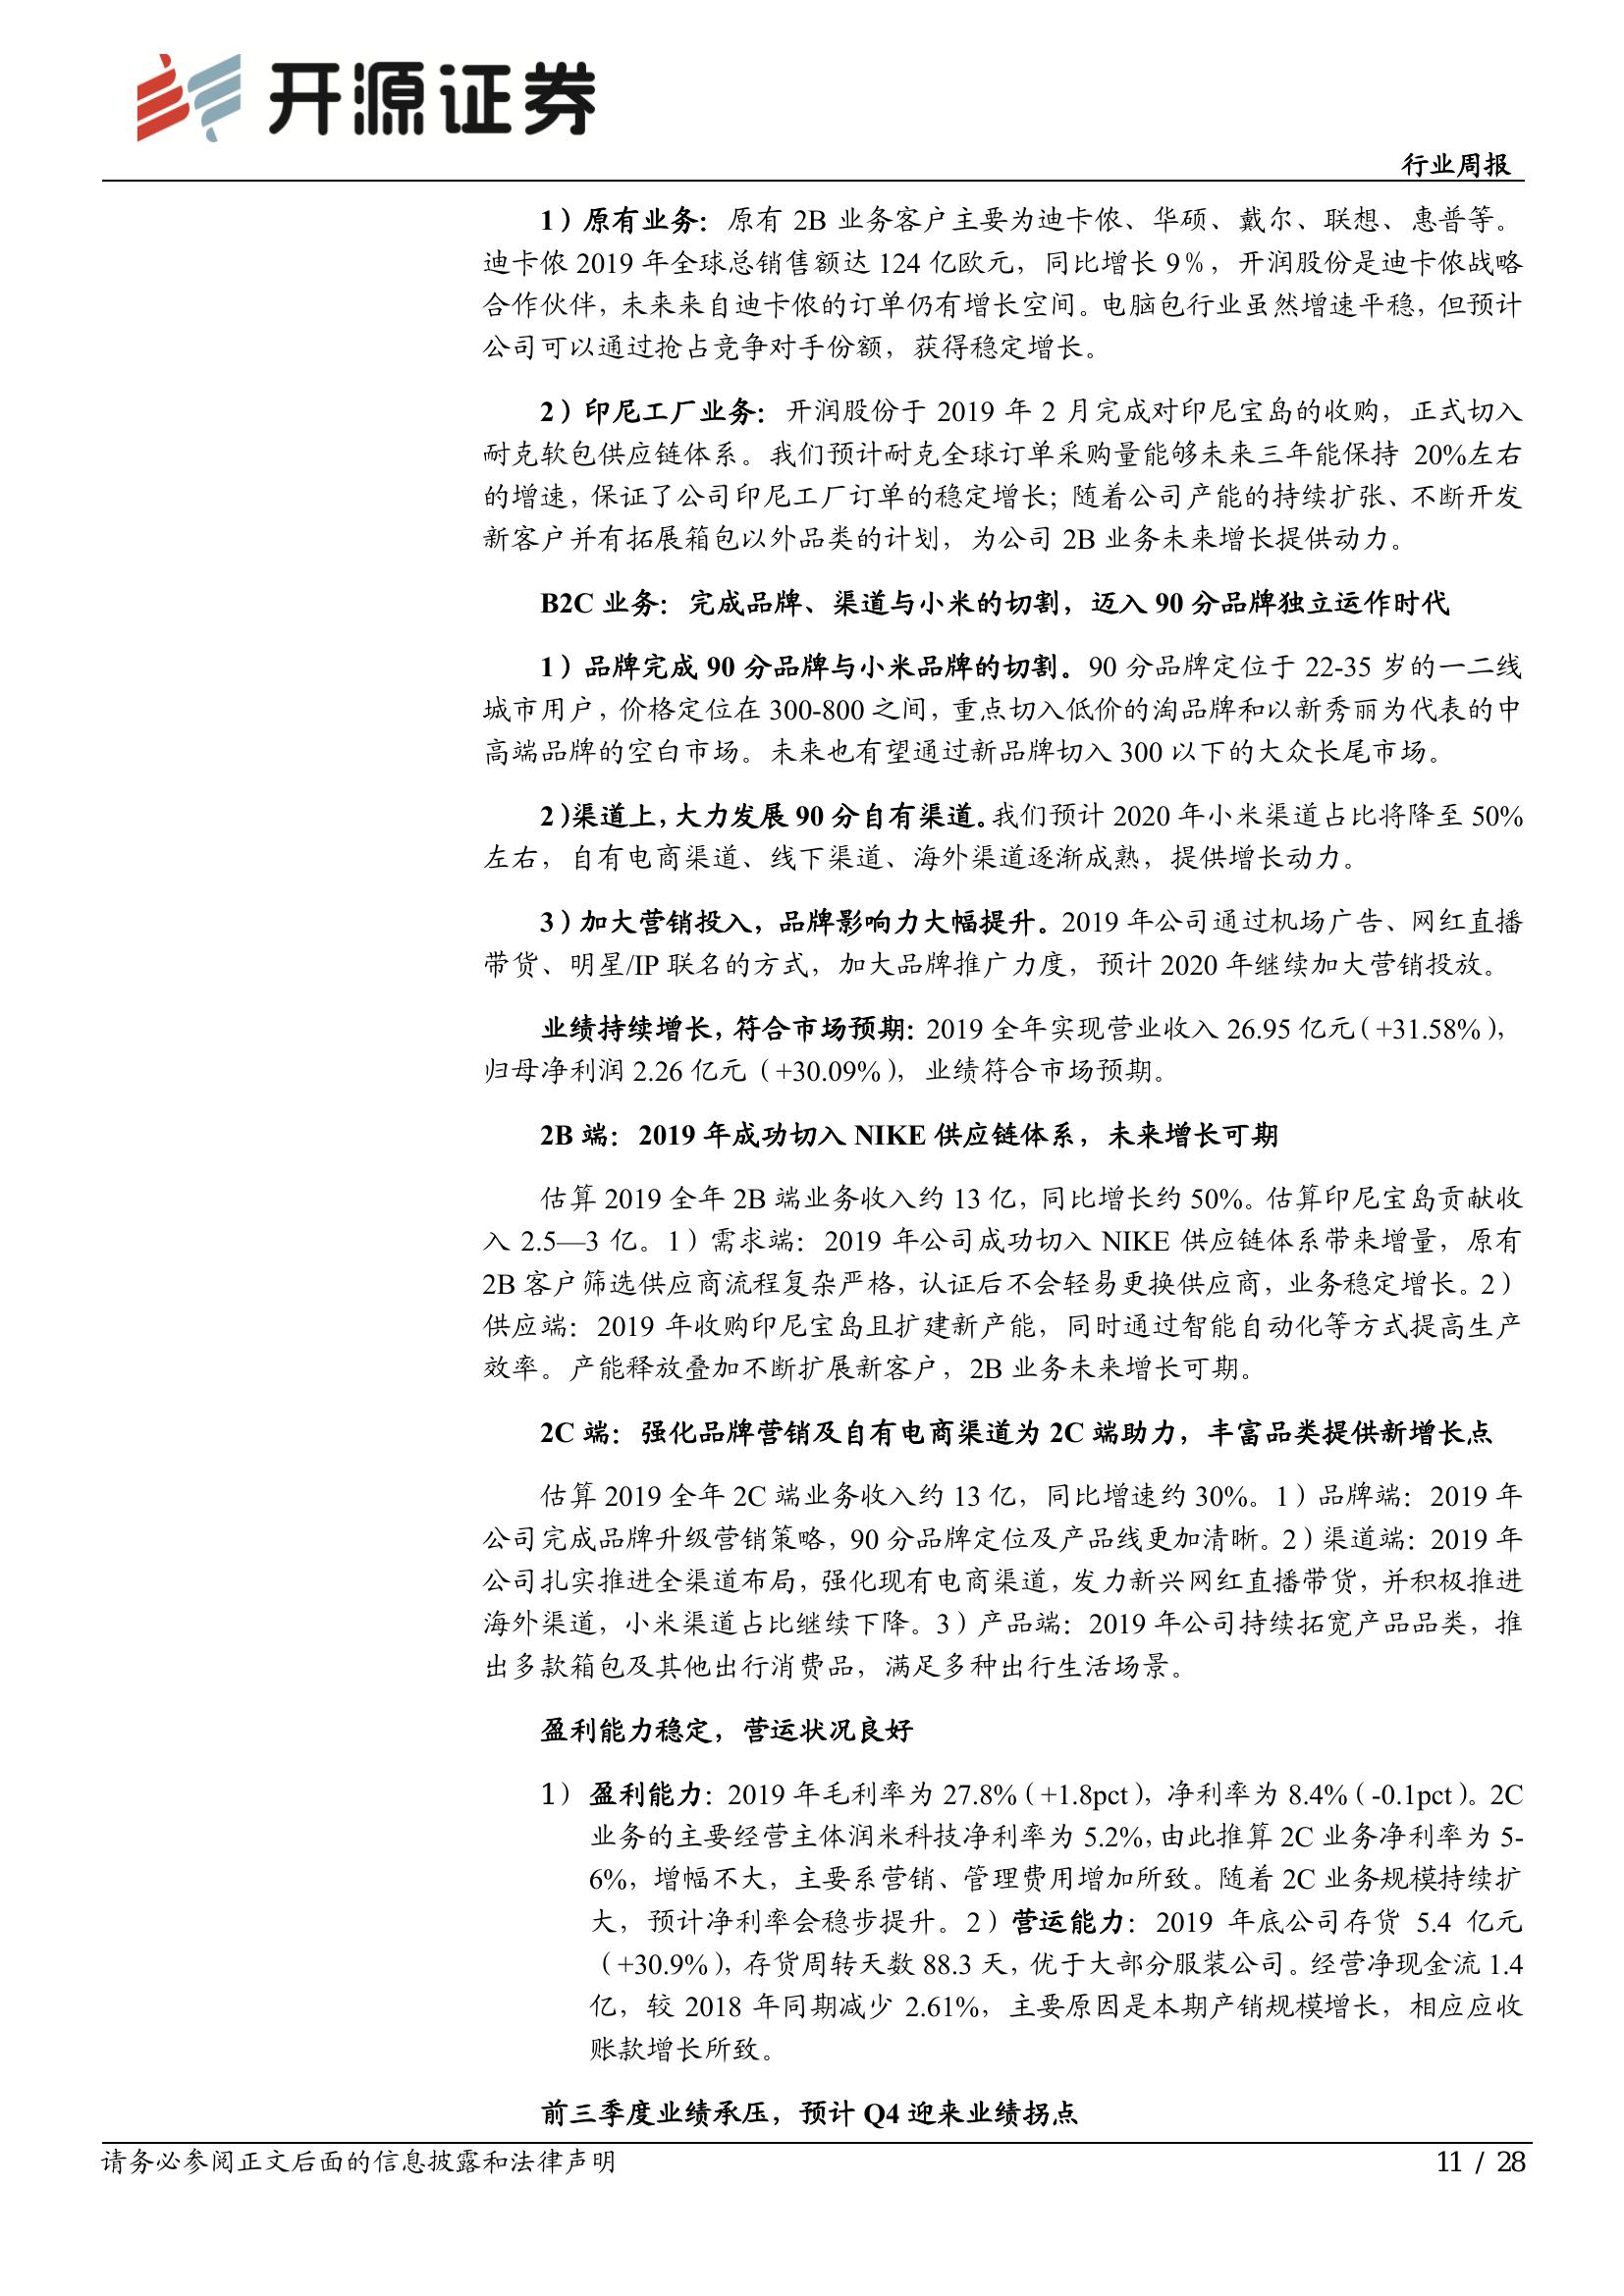 开源证券
行业周报
1）原有业务：原有 2B 业务客户主要为迪卡侬、华硕、戴尔、联想、惠普等。
迪卡侬 2019 年全球总销售额达 124 亿欧元，同比增长 9%，开润股份是迪卡侬战略
合作伙伴，未来来自迪卡侬的订单仍有增长空间。电脑包行业虽然增速平稳，但预计
公司可以通过抢占竞争对手份额，获得稳定增长。
2）印尼工厂业务：开润股份于 2019 年 2 月完成对印尼宝岛的收购，正式切入
耐克软包供应链体系。我们预计耐克全球订单采购量能够未来三年能保持 20%左右
的增速，保证了公司印尼工厂订单的稳定增长；随着公司产能的持续扩张、不断开发
新客户并有拓展箱包以外品类的计划，为公司 2B 业务未来增长提供动力。
B2C 业务：完成品牌、渠道与小米的切割，迈入 90 分品牌独立运作时代
1）品牌完成 90 分品牌与小米品牌的切割。90 分品牌定位于 22-35 岁的一二线
城市用户，价格定位在 300-800 之间，重点切入低价的淘品牌和以新秀丽为代表的中
高端品牌的空白市场。未来也有望通过新品牌切入 300 以下的大众长尾市场。
2）渠道上，大力发展 90 分自有渠道。我们预计 2020 年小米渠道占比将降至 50%
左右，自有电商渠道、线下渠道、海外渠道逐渐成熟，提供增长动力。
3）加大营销投入，品牌影响力大幅提升。2019 年公司通过机场广告、网红直播
带货、明星/IP 联名的方式，加大品牌推广力度，预计 2020 年继续加大营销投放。
业绩持续增长，符合市场预期：2019 全年实现营业收入 26.95 亿元（+31.58%），
归母净利润 2.26 亿元（+30.09%），业绩符合市场预期。
2B 端：2019 年成功切入 NIKE 供应链体系，未来增长可期
估算 2019 全年 2B 端业务收入约 13 亿，同比增长约 50%。估算印尼宝岛贡献收
入 2.5—3 亿。1）需求端：2019 年公司成功切入 NIKE 供应链体系带来增量，原有
2B 客户筛选供应商流程复杂严格，认证后不会轻易更换供应商，业务稳定增长。2）
供应端：2019 年收购印尼宝岛且扩建新产能，同时通过智能自动化等方式提高生产
效率。产能释放叠加不断扩展新客户，2B 业务未来增长可期。
2C 端：强化品牌营销及自有电商渠道为 2C 端助力，丰富品类提供新增长点
估算 2019 全年 2C 端业务收入约 13 亿，同比增速约 30%。1）品牌端：2019 年
公司完成品牌升级营销策略，90 分品牌定位及产品线更加清晰。2）渠道端：2019 年
公司扎实推进全渠道布局，强化现有电商渠道，发力新兴网红直播带货，并积极推进
海外渠道，小米渠道占比继续下降。3）产品端：2019 年公司持续拓宽产品品类，推
出多款箱包及其他出行消费品，满足多种出行生活场景。
盈利能力稳定，营运状况良好
1） 盈利能力：2019 年毛利率为 27.8%（+1.8pct），净利率为 8.4%（-0.1pct）。2C
业务的主要经营主体润米科技净利率为 5.2%，由此推算 2C 业务净利率为 5-
6%，增幅不大，主要系营销、管理费用增加所致。随着 2C 业务规模持续扩
大，预计净利率会稳步提升。2）营运能力：2019 年底公司存货 5.4 亿元
（+30.9%），存货周转天数 88.3 天，优于大部分服装公司。经营净现金流 1.4
亿，较 2018 年同期减少 2.61%，主要原因是本期产销规模增长，相应应收
账款增长所致。
前三季度业绩承压，预计 Q4 迎来业绩拐点
请务必参阅正文后面的信息披露和法律声明
11 / 28